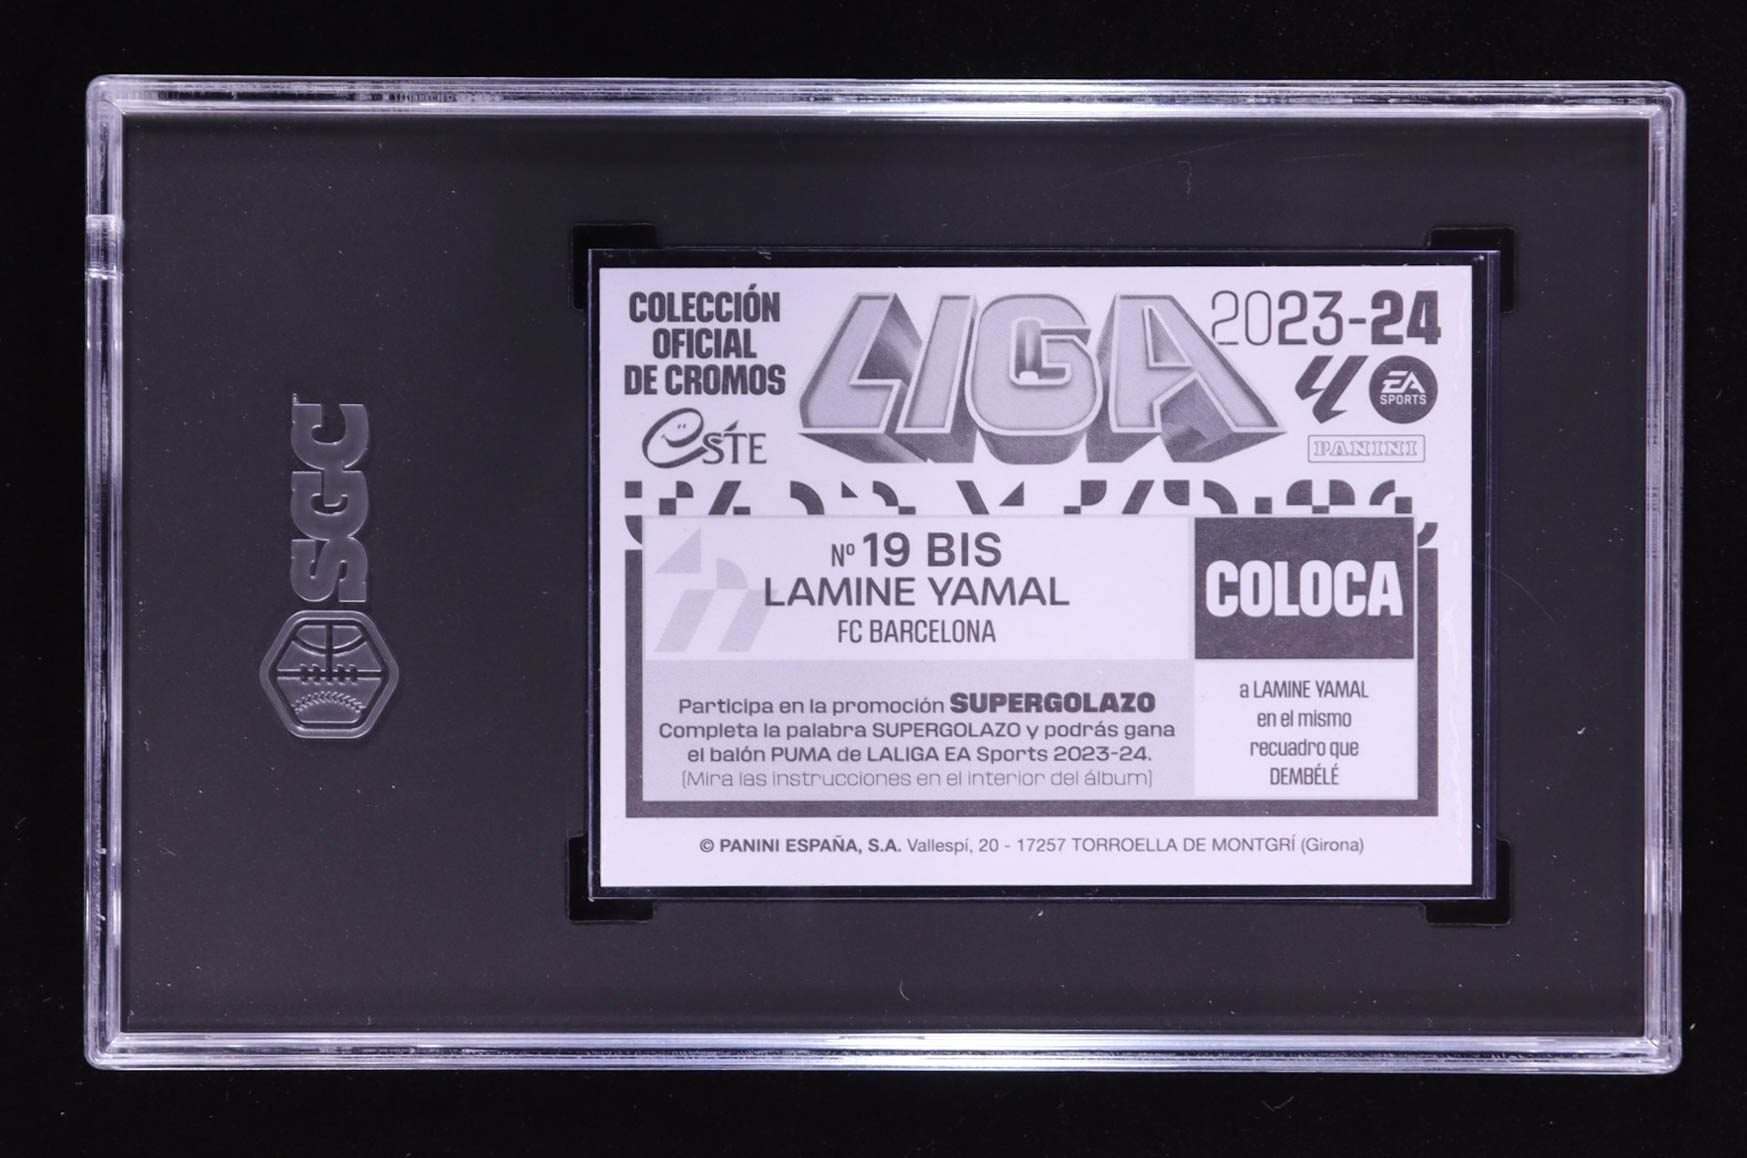 SGC
COLECCIÓN
OFICIAL
DE CROMOS
este
LIGA
2023-24
EA
SPORTS
PANINI
Nº 19 BIS
LAMINE YAMAL
FC BARCELONA
COLOCA
a LAMINE YAMAL
en el mismo
recuadro que
DEMBÉLÉ
Participa en la promoción SUPERGOLAZO
Completa la palabra SUPERGOLAZO y podrás gana
el balón PUMA de LALIGA EA Sports 2023-24.
(Mira las instrucciones en el interior del álbum)
© PANINI ESPAÑA, S.A. Vallespí, 20 - 17257 TORROELLA DE MONTGRÍ (Girona)